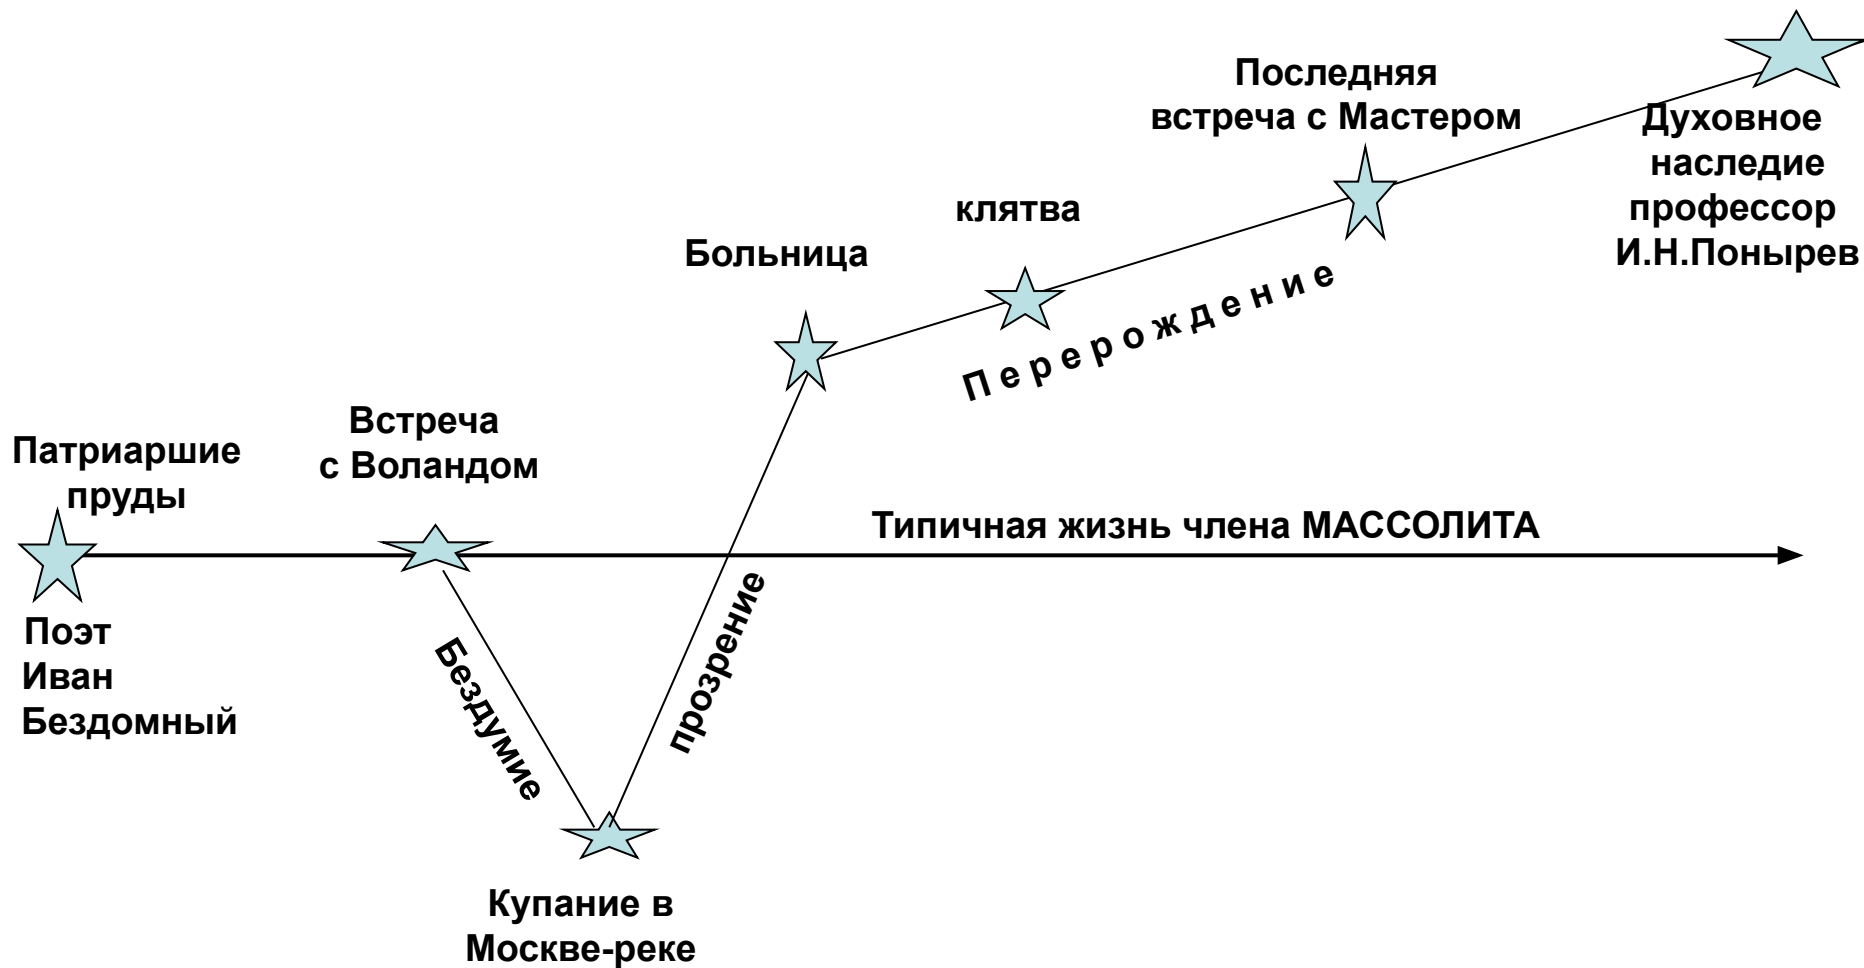 Последняя
встреча с Мастером
Духовное
наследие
профессор
И.Н.Понырев
клятва
Больница
Перерождение
Встреча
с Воландом
Патриаршие
пруды
Типичная жизнь члена МАССОЛИТА
Поэт
Иван
Бездомный
Бездумие
прозрение
Купание в
Москве-реке